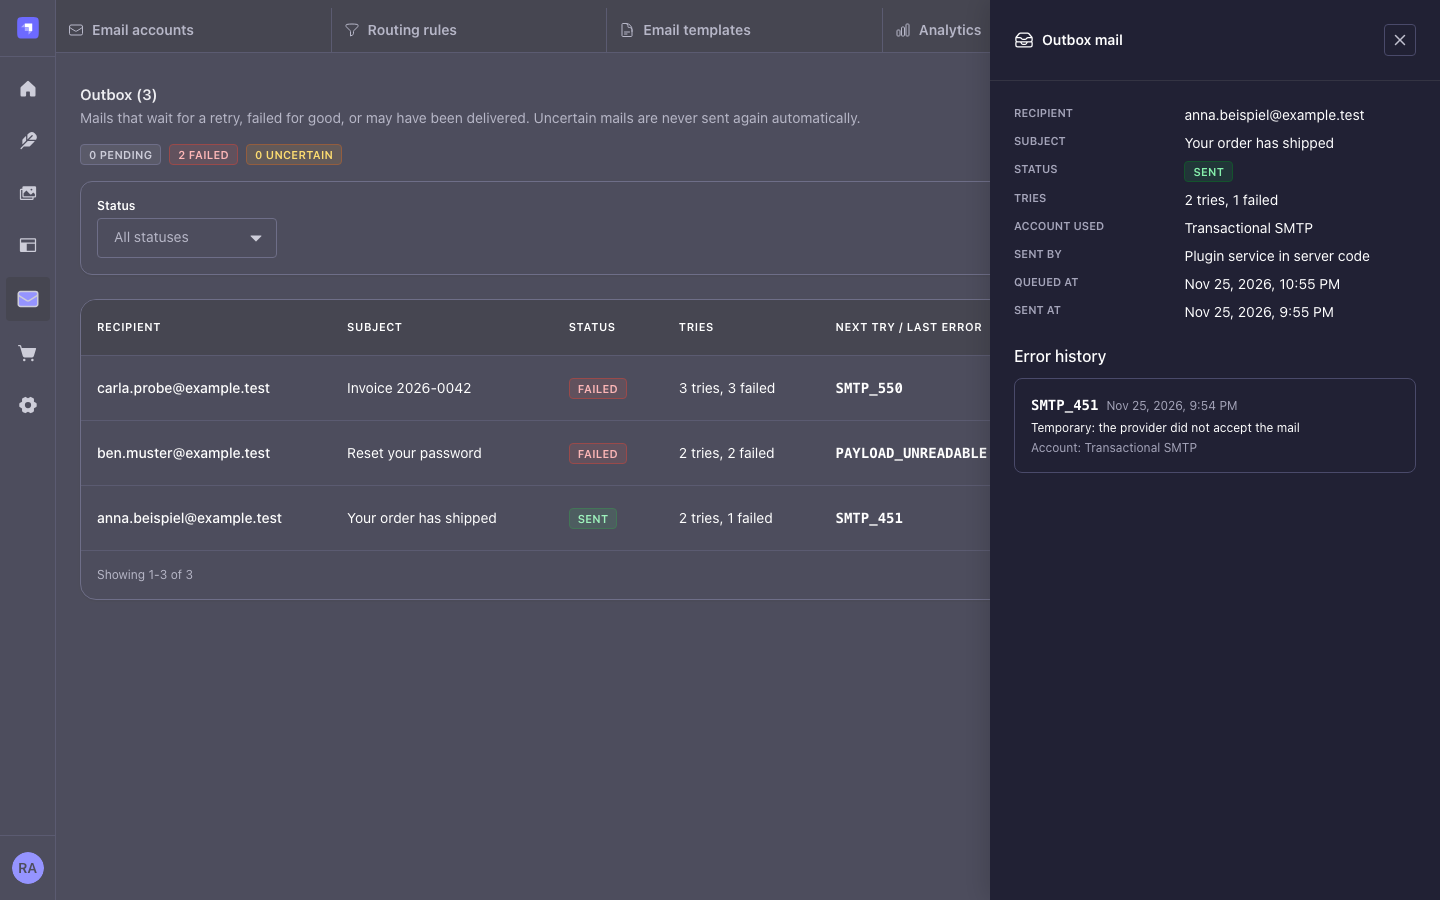 Email accounts
Routing rules
Email templates
Analytics
Outbox (3)
Mails that wait for a retry, failed for good, or may have been delivered. Uncertain mails are never sent again automatically.
0 PENDING
2 FAILED
0 UNCERTAIN
Status
All statuses
RECIPIENT SUBJECT STATUS TRIES NEXT TRY / LAST ERROR
carla.probe@example.test Invoice 2026-0042 FAILED 3 tries, 3 failed SMTP_550
ben.muster@example.test Reset your password FAILED 2 tries, 2 failed PAYLOAD_UNREADABLE
anna.beispiel@example.test Your order has shipped SENT 2 tries, 1 failed SMTP_451
Showing 1-3 of 3
RA
Outbox mail
RECIPIENT anna.beispiel@example.test
SUBJECT Your order has shipped
STATUS SENT
TRIES 2 tries, 1 failed
ACCOUNT USED Transactional SMTP
SENT BY Plugin service in server code
QUEUED AT Nov 25, 2026, 10:55 PM
SENT AT Nov 25, 2026, 9:55 PM
Error history
SMTP_451 Nov 25, 2026, 9:54 PM
Temporary: the provider did not accept the mail
Account: Transactional SMTP